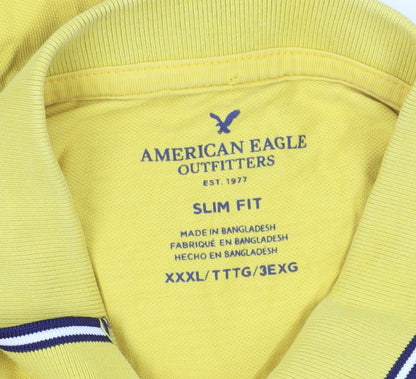 AMERICAN EAGLE
OUTFITTERS
EST. 1977
SLIM FIT
MADE IN BANGLADESH
FABRIQUÉ EN BANGLADESH
HECHO EN BANGLADESH
XXXL/TTTG/3EXG